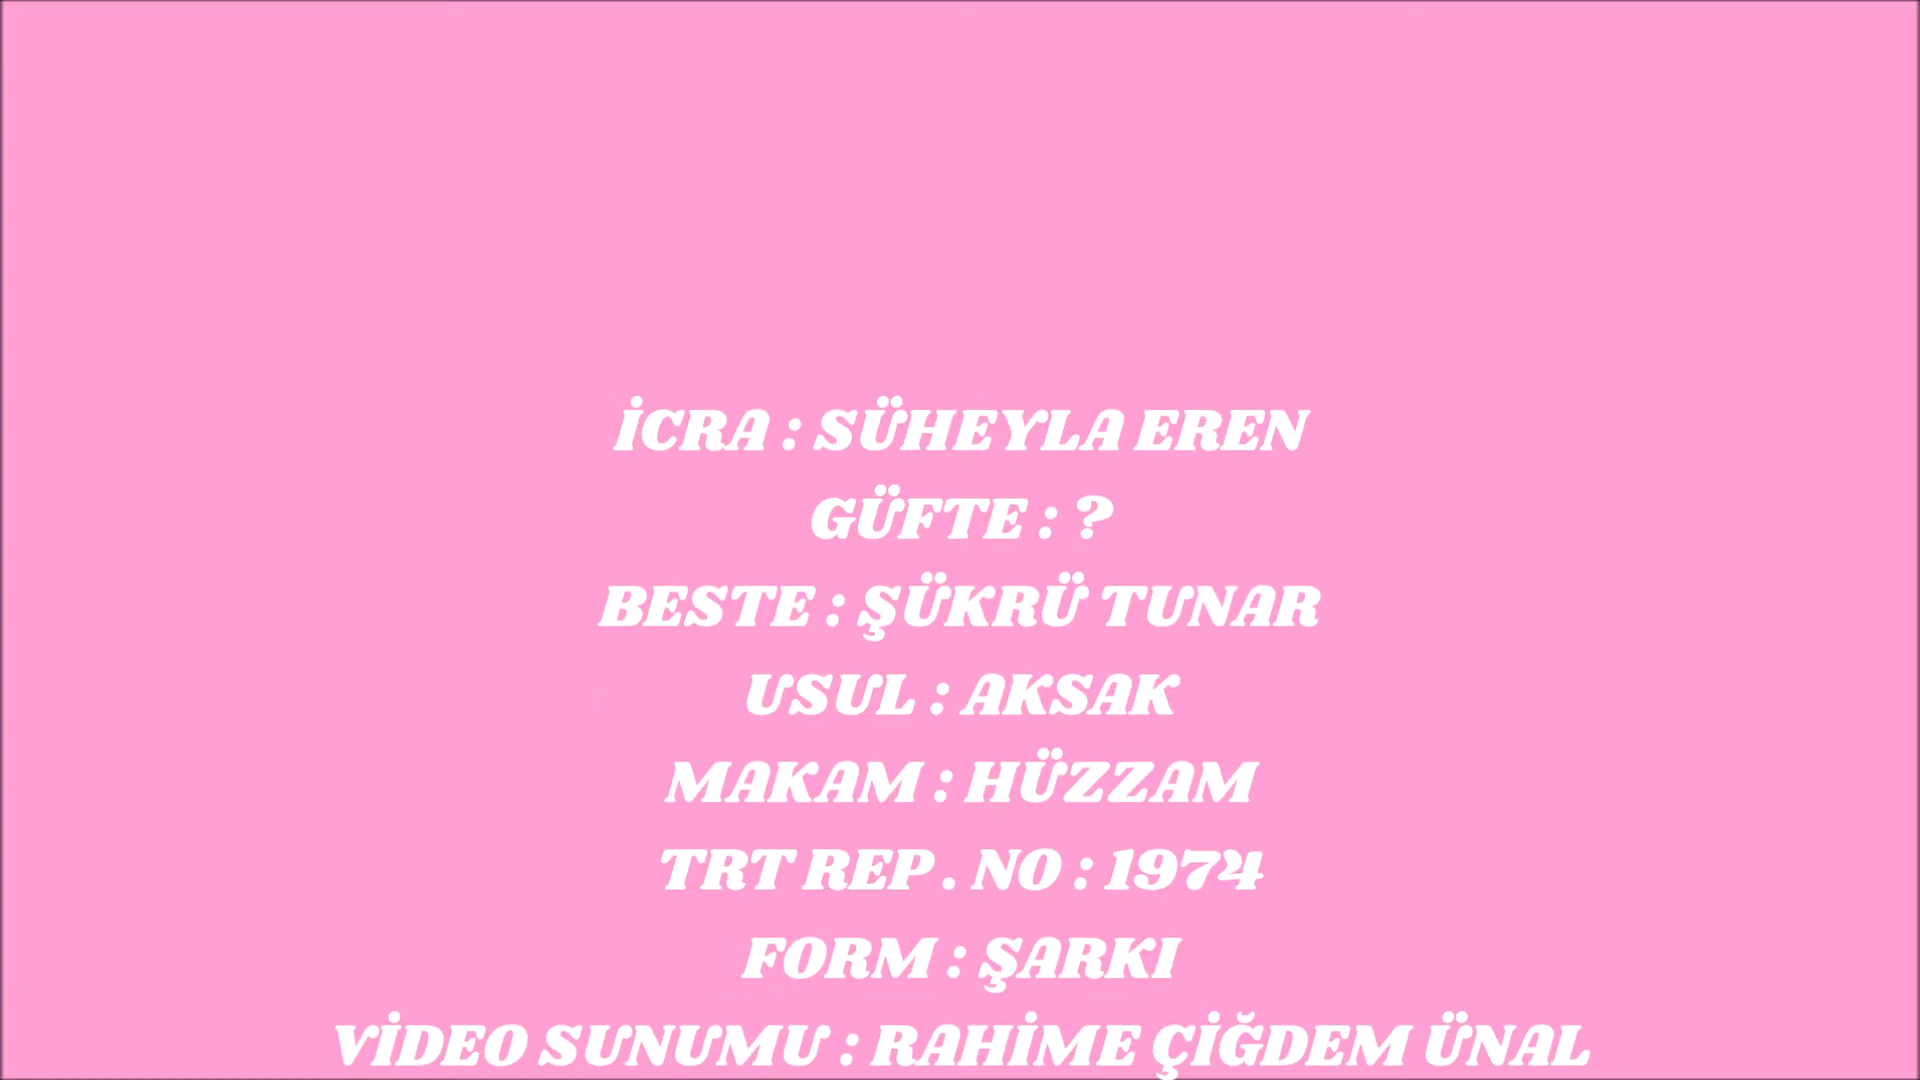 İCRA : SÜHEYLA EREN
GÜFTE : ?
BESTE : ŞÜKRÜ TUNAR
USUL : AKSAK
MAKAM : HÜZZAM
TRT REP . NO : 1974
FORM : ŞARKI
VİDEO SUNUMU : RAHİME ÇİĞDEM ÜNAL